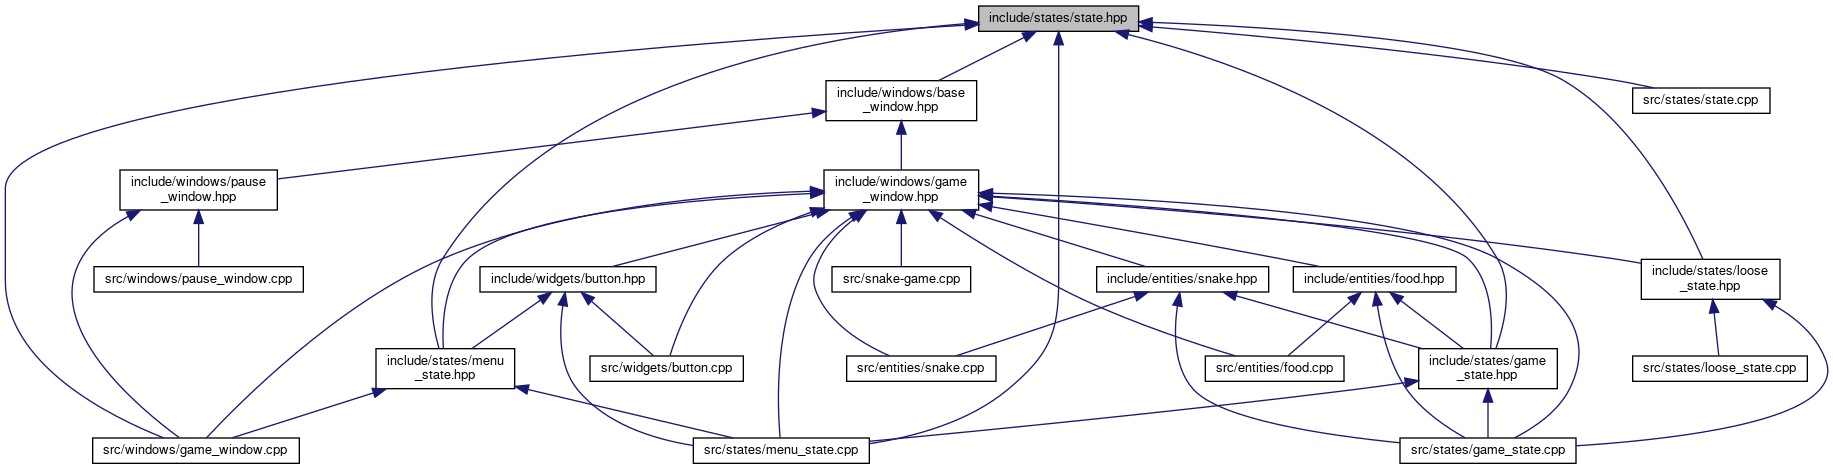 include/states/state.hpp
include/windows/base
_window.hpp
src/states/state.cpp
include/windows/pause
_window.hpp
include/windows/game
_window.hpp
src/windows/pause_window.cpp
include/widgets/button.hpp
src/snake-game.cpp
include/entities/snake.hpp
include/entities/food.hpp
include/states/loose
_state.hpp
include/states/menu
_state.hpp
src/widgets/button.cpp
src/entities/snake.cpp
src/entities/food.cpp
include/states/game
_state.hpp
src/states/loose_state.cpp
src/windows/game_window.cpp
src/states/menu_state.cpp
src/states/game_state.cpp